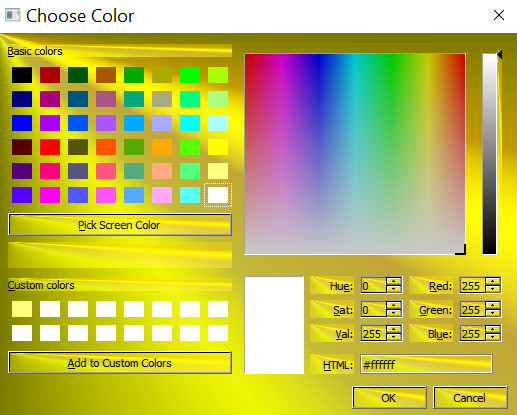 Choose Color
Basic colors
Pick Screen Color
Custom colors
Add to Custom Colors
Hue: 0 Red: 255
Sat: 0 Green: 255
Val: 255 Blue: 255
HTML: #ffffff
OK Cancel